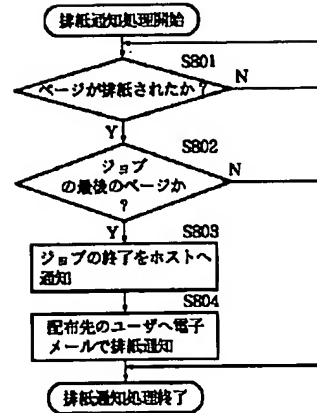 排紙通知処理開始
S801
ページが排紙されたか?
N
Y
S802
ジョブ
の最後のページか
?
N
Y
S803
ジョブの終了をホストへ
通知
S804
配布先のユーザへ電子
メールで排紙通知
排紙通知処理終了